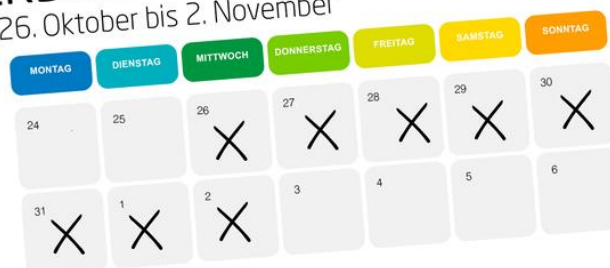 26. Oktober bis 2. November
MONTAG DIENSTAG MITTWOCH DONNERSTAG FREITAG SAMSTAG SONNTAG
24 25 26 27 28 29 30
31 1 2 3 4 5 6